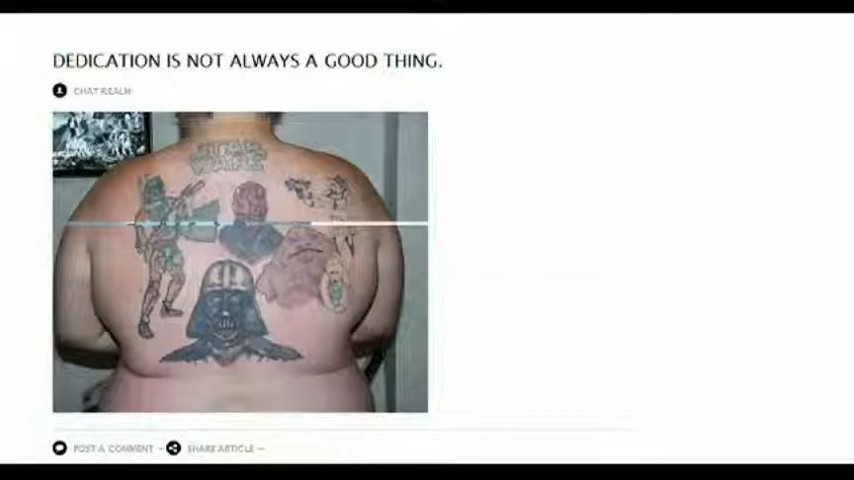 DEDICATION IS NOT ALWAYS A GOOD THING.
CHAT REALM
STAR
WARS
POST A COMMENT —
SHARE ARTICLE —